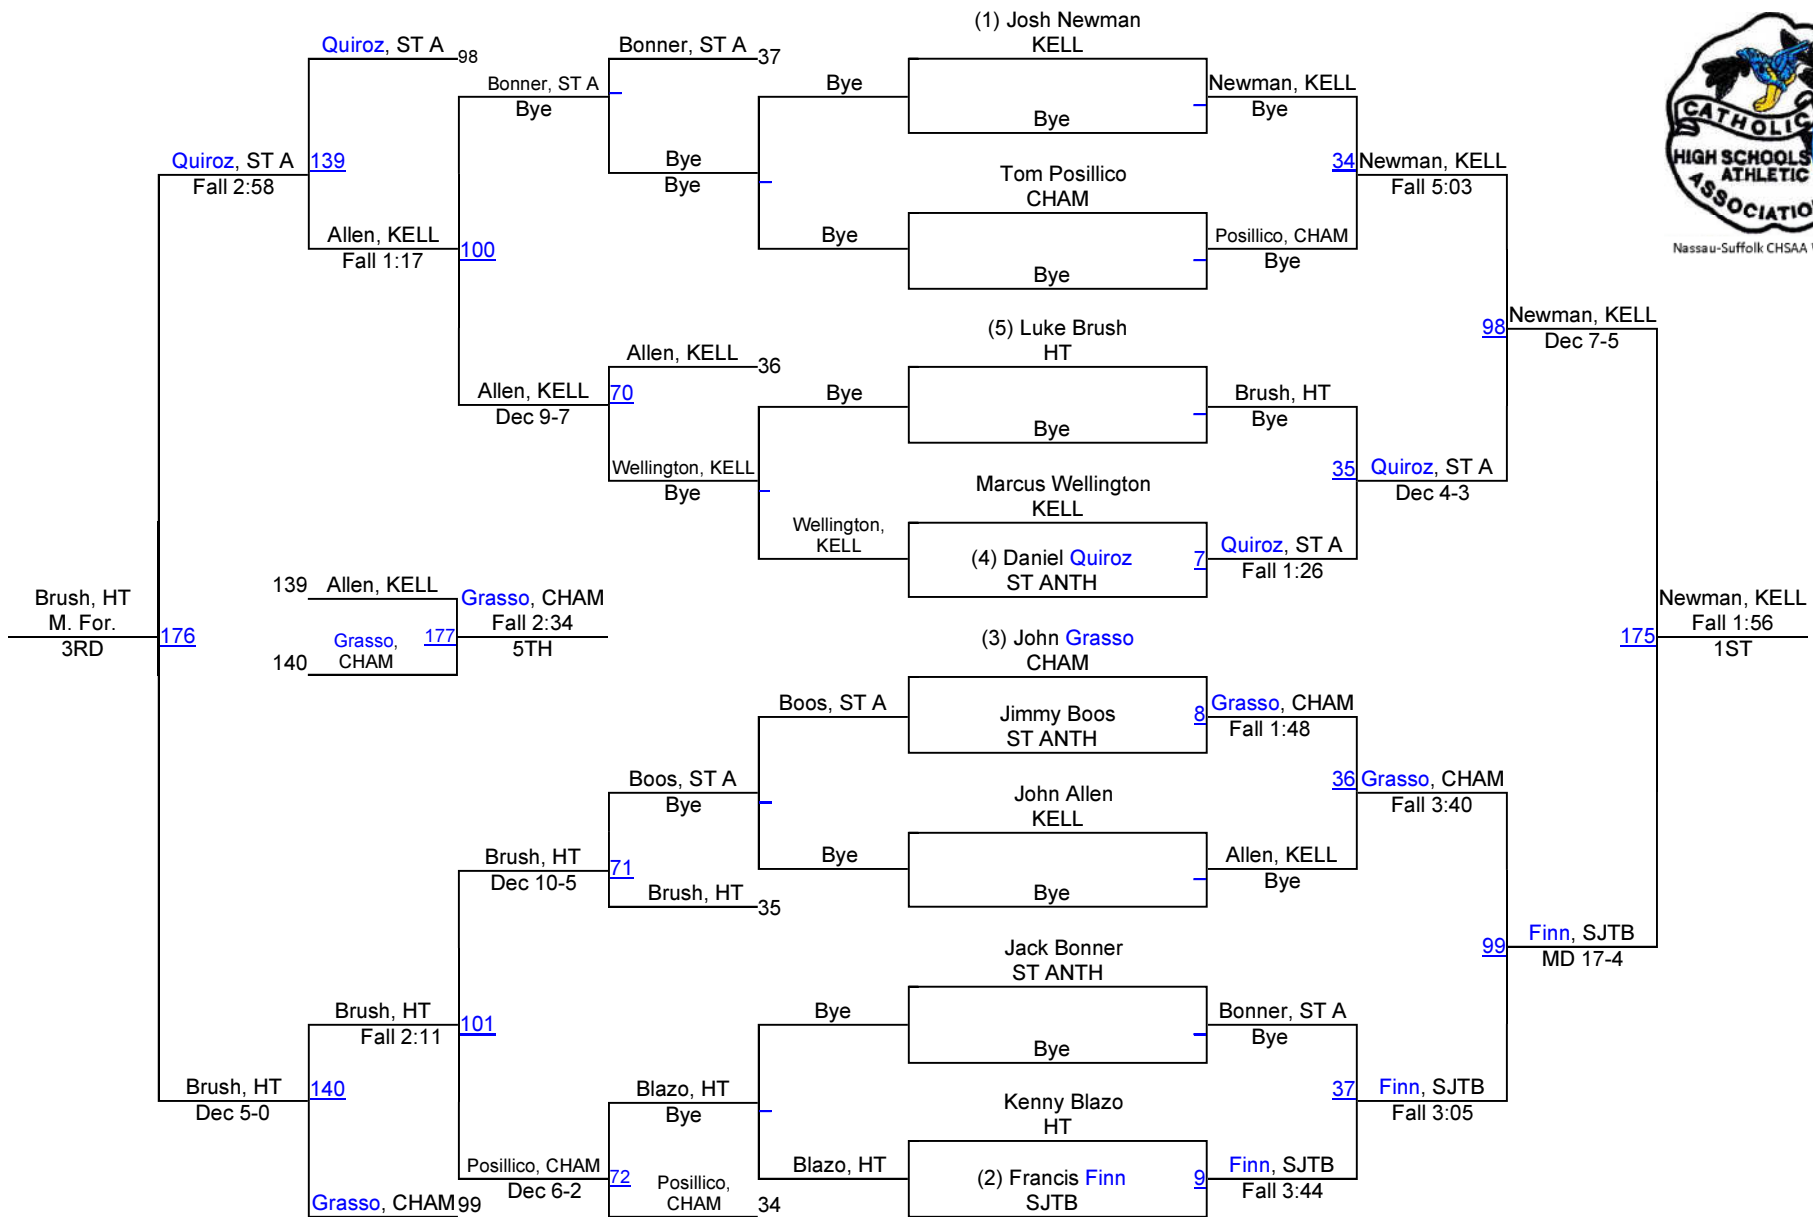 (1) Josh Newman
KELL
Bye
Tom Posillico
CHAM
Bye
(5) Luke Brush
HT
Bye
Marcus Wellington
KELL
(4) Daniel Quiroz
ST ANTH
7
(3) John Grasso
CHAM
Jimmy Boos
ST ANTH
8
John Allen
KELL
Bye
Jack Bonner
ST ANTH
Bye
Kenny Blazo
HT
(2) Francis Finn
SJTB
9
Newman, KELL
Bye
34
Posillico, CHAM
Bye
Brush, HT
Bye
35
Quiroz, ST A
Fall 1:26
Grasso, CHAM
Fall 1:48
36
Allen, KELL
Bye
Bonner, ST A
Bye
37
Finn, SJTB
Fall 3:44
Newman, KELL
Fall 5:03
98
Quiroz, ST A
Dec 4-3
Grasso, CHAM
Fall 3:40
99
Finn, SJTB
Fall 3:05
Newman, KELL
Dec 7-5
175
Finn, SJTB
MD 17-4
Newman, KELL
Fall 1:56
1ST
Bye
Bye
Bye
Wellington,
KELL
Boos, ST A
Bye
Bye
Blazo, HT
Bonner, ST A 37
Bye
Bye
Allen, KELL 36
70
Wellington, KELL
Bye
Boos, ST A
Bye
71
Brush, HT 35
Blazo, HT
Bye
72
Posillico,
CHAM 34
Bonner, ST A
Bye
100
Allen, KELL
Dec 9-7
Brush, HT
Dec 10-5
101
Posillico, CHAM
Dec 6-2
Quiroz, ST A 98
139
Allen, KELL
Fall 1:17
Brush, HT
Fall 2:11
140
Grasso, CHAM 99
Quiroz, ST A
Fall 2:58
176
Brush, HT
Dec 5-0
Brush, HT
M. For.
3RD
139 Allen, KELL
Grasso,
CHAM
140
177
Grasso, CHAM
Fall 2:34
5TH
CATHOLIC
HIGH SCHOOLS
ATHLETIC
Nassau-Suffolk CHSAA